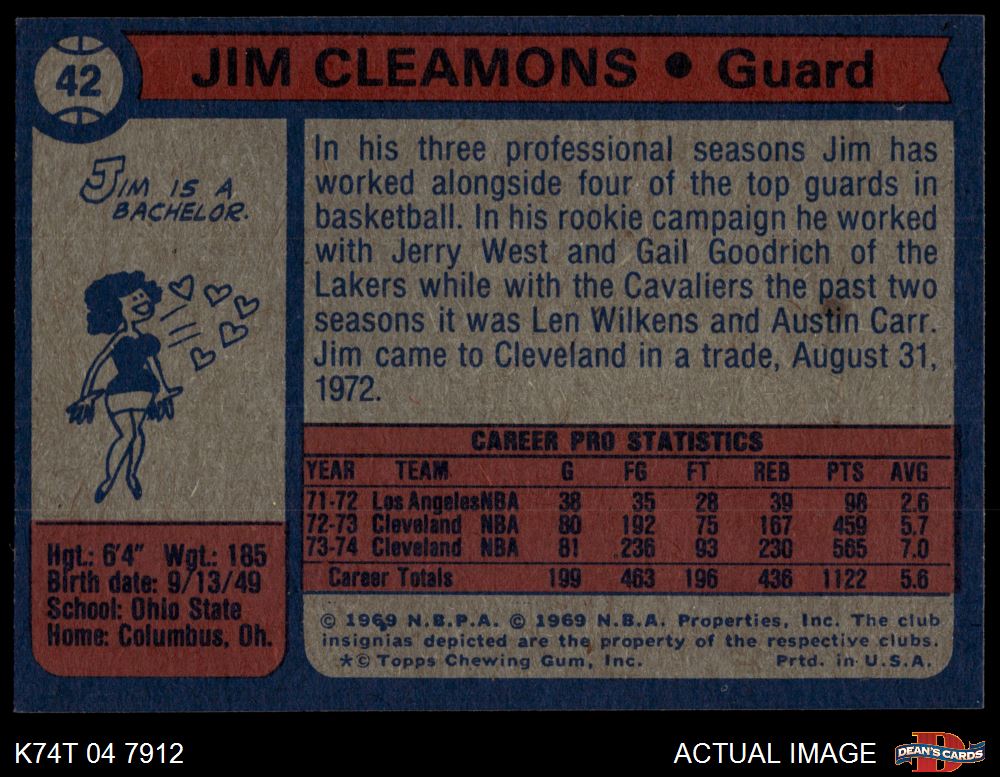 42
JIM CLEAMONS • Guard
JIM IS A
BACHELOR.
In his three professional seasons Jim has
worked alongside four of the top guards in
basketball. In his rookie campaign he worked
with Jerry West and Gail Goodrich of the
Lakers while with the Cavaliers the past two
seasons it was Len Wilkens and Austin Carr.
Jim came to Cleveland in a trade, August 31,
1972.
CAREER PRO STATISTICS
YEAR TEAM G FG FT REB PTS AVG
71-72 Los Angeles NBA 38 35 28 39 98 2.6
72-73 Cleveland NBA 80 192 75 167 459 5.7
73-74 Cleveland NBA 81 236 93 230 565 7.0
Career Totals 199 463 196 436 1122 5.6
Hgt.: 6'4" Wgt.: 185
Birth date: 9/13/49
School: Ohio State
Home: Columbus, Oh.
© 1969 N.B.P.A. © 1969 N.B.A. Properties, Inc. The club
insignias depicted are the property of the respective clubs.
*© Topps Chewing Gum, Inc. Prtd. in U.S.A.
K74T 04 7912
ACTUAL IMAGE
D
DEAN'S CARDS